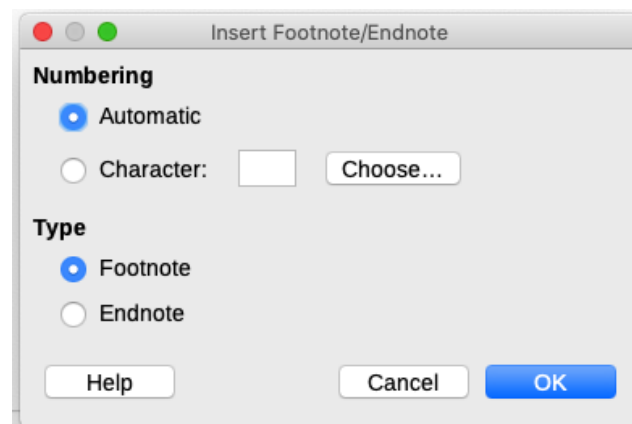 Insert Footnote/Endnote
Numbering
Automatic
Character: Choose...
Type
Footnote
Endnote
Help Cancel OK